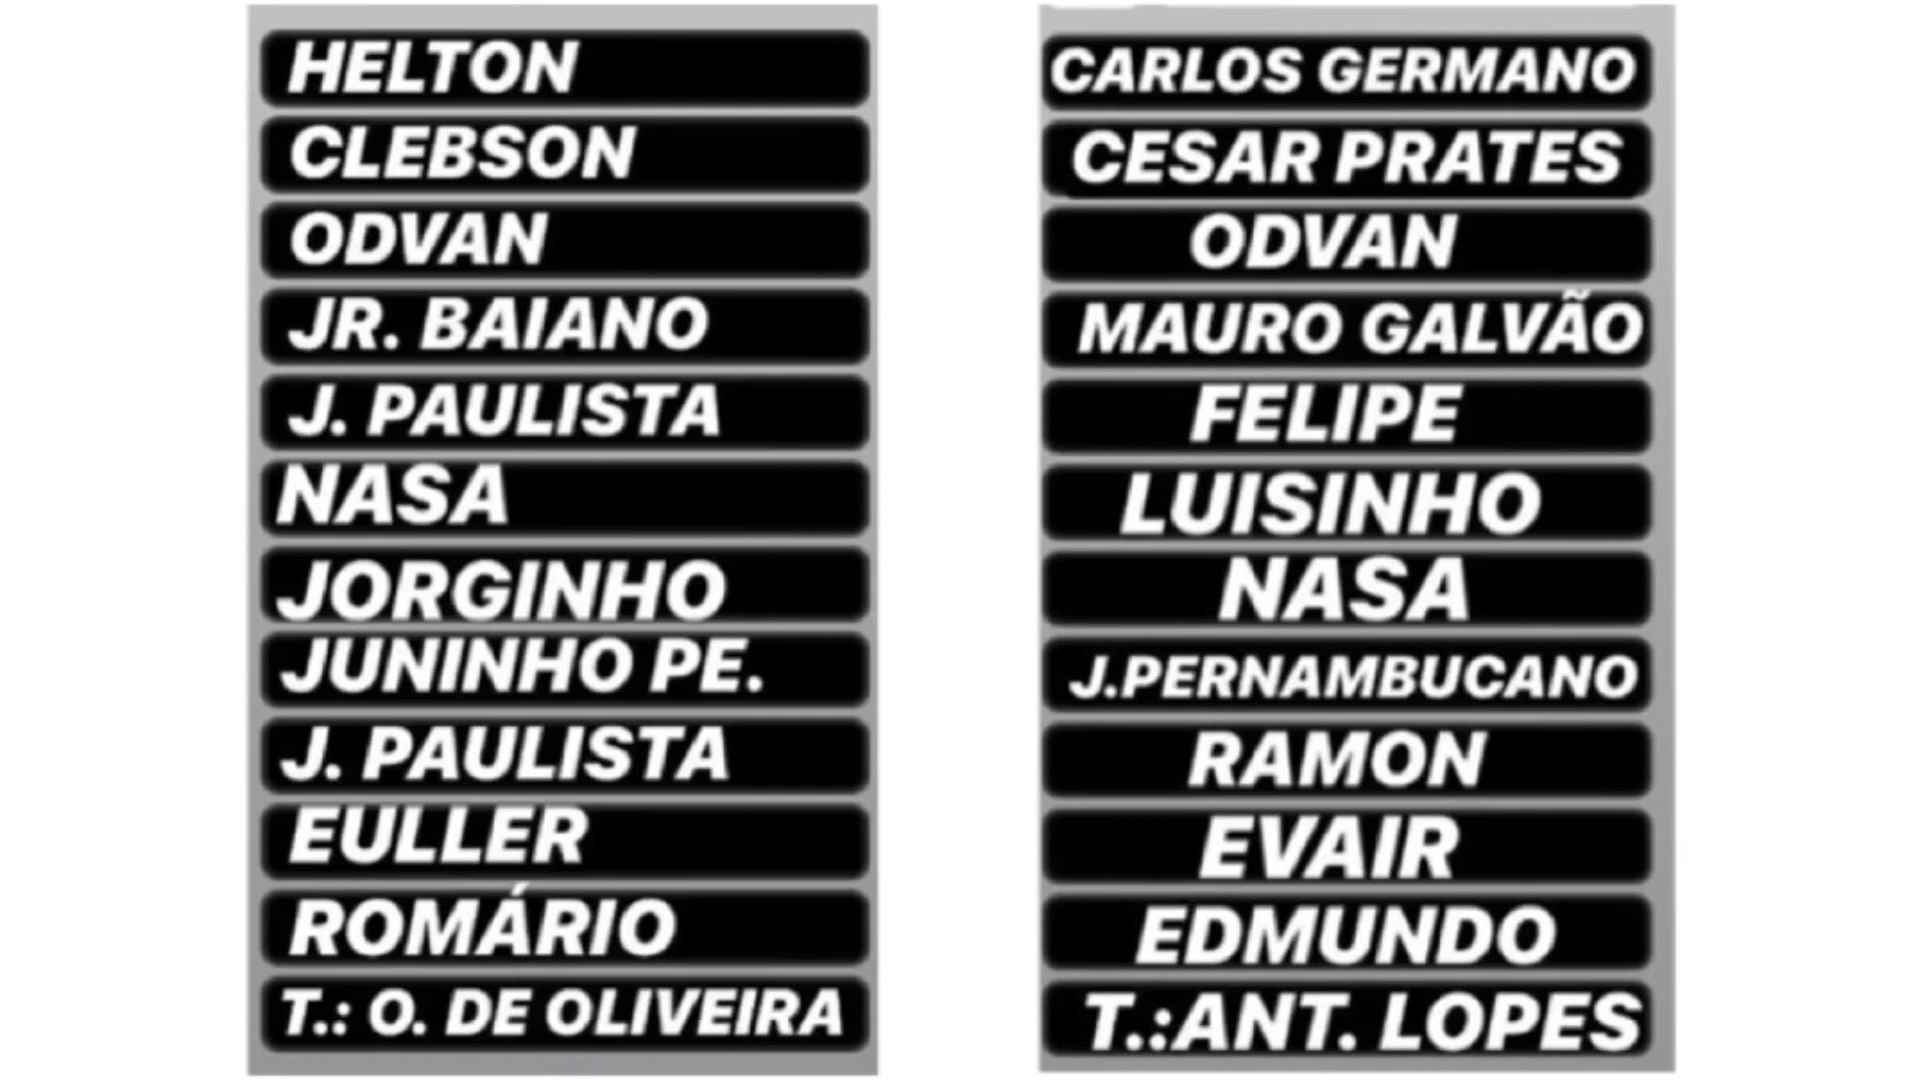 HELTON
CLEBSON
ODVAN
JR. BAIANO
J. PAULISTA
NASA
JORGINHO
JUNINHO PE.
J. PAULISTA
EULLER
ROMÁRIO
T.: O. DE OLIVEIRA
CARLOS GERMANO
CESAR PRATES
ODVAN
MAURO GALVÃO
FELIPE
LUISINHO
NASA
J.PERNAMBUCANO
RAMON
EVAIR
EDMUNDO
T.:ANT. LOPES